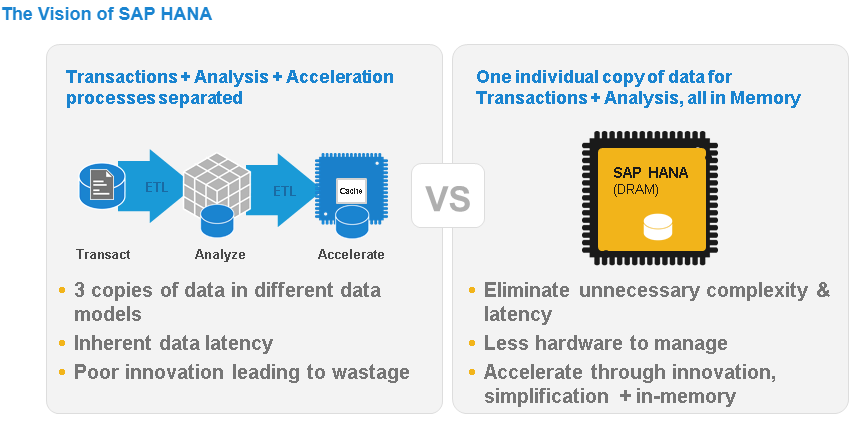 The Vision of SAP HANA
Transactions + Analysis + Acceleration
processes separated
ETL
ETL
Cache
Transact
Analyze
Accelerate
• 3 copies of data in different data
models
• Inherent data latency
• Poor innovation leading to wastage
VS
One individual copy of data for
Transactions + Analysis, all in Memory
SAP HANA
(DRAM)
• Eliminate unnecessary complexity &
latency
• Less hardware to manage
• Accelerate through innovation,
simplification + in-memory